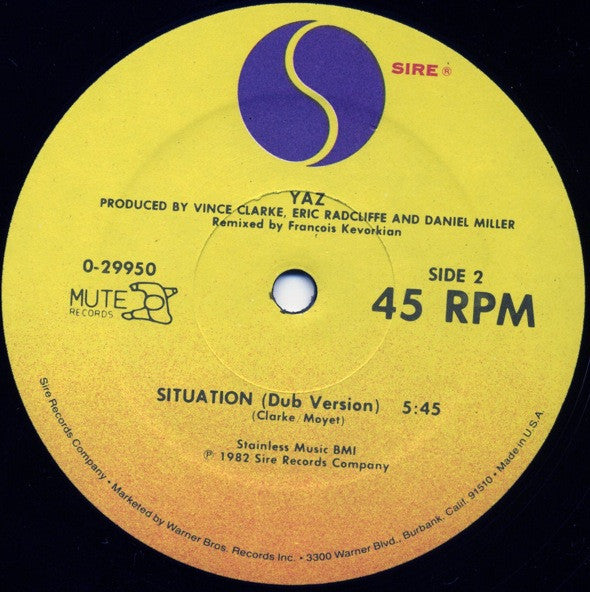 SIRE ®
YAZ
PRODUCED BY VINCE CLARKE, ERIC RADCLIFFE AND DANIEL MILLER
Remixed by François Kevorkian
0-29950
SIDE 2
MUTE
RECORDS
45 RPM
SITUATION (Dub Version) 5:45
(Clarke/Moyet)
Stainless Music BMI
℗ 1982 Sire Records Company
Sire Records Company • Marketed by Warner Bros. Records Inc. • 3300 Warner Blvd., Burbank, Calif. 91510 • Made in U.S.A.